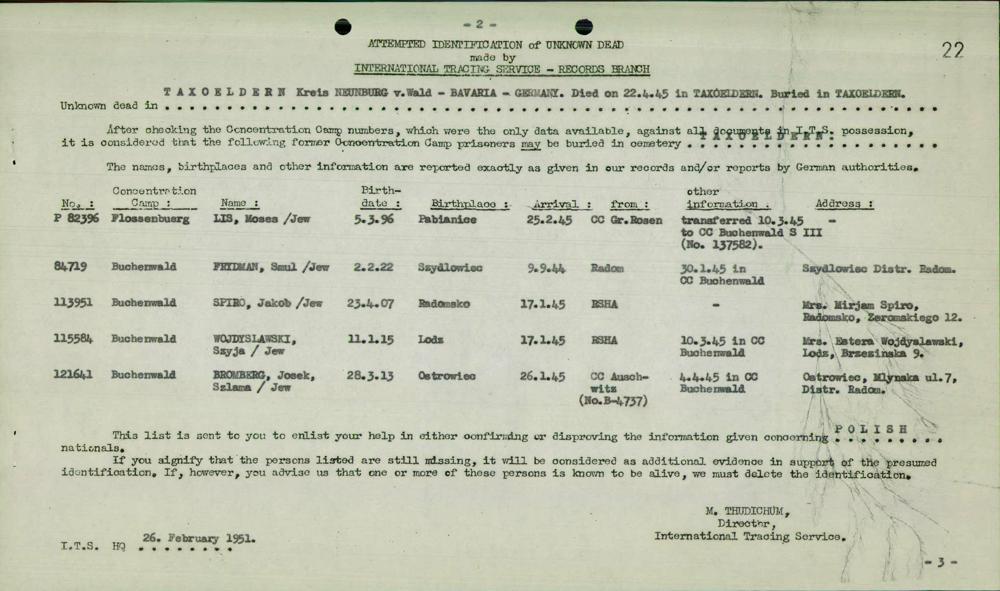 - 2 -
22
ATTEMPTED IDENTIFICATION of UNKNOWN DEAD
made by
INTERNATIONAL TRACING SERVICE - RECORDS BRANCH
TAXOELDERN Kreis NEUNBURG v.Wald - BAVARIA - GERMANY. Died on 22.4.45 in TAXOELDERN. Buried in TAXOELDERN.
Unknown dead in
After checking the Concentration Camp numbers, which were the only data available, against all documents in I.T.S. possession,
it is considered that the following former Concentration Camp prisoners may be buried in cemetery TAXOELDERN:
The names, birthplaces and other information are reported exactly as given in our records and/or reports by German authorities.
No. : Concentration Camp : Name : Birth-date : Birthplace : Arrival : from : other information : Address :
P 82396 Flossenbuerg LIS, Moses /Jew 5.3.96 Pabianice 25.2.45 CC Gr.Rosen transferred 10.3.45 -
to CC Buchenwald S III
(No. 137582).
84719 Buchenwald FRYDMAN, Smul /Jew 2.2.22 Szydlowiec 9.9.44 Radom 30.1.45 in Szydlowiec Distr. Radom.
CC Buchenwald
113951 Buchenwald SPIRO, Jakob /Jew 23.4.07 Radomsko 17.1.45 RSHA - Mrs. Mirjam Spiro,
Radomsko, Zeromskiego 12.
115584 Buchenwald WOJDYSLAWSKI, 11.1.15 Lodz 17.1.45 RSHA 10.3.45 in CC Mrs. Estera Wojdyslawski,
Szyja / Jew Buchenwald Lodz, Brzezinska 9.
121641 Buchenwald BROMBERG, Josek, 28.3.13 Ostrowiec 26.1.45 CC Ausch- 4.4.45 in CC Ostrowiec, Mlynska ul.7,
Szlama / Jew witz Buchenwald Distr. Radom.
(No.B-4737)
This list is sent to you to enlist your help in either confirming or disproving the information given concerning POLISH
nationals.
If you signify that the persons listed are still missing, it will be considered as additional evidence in support of the presumed
identification. If, however, you advise us that one or more of these persons is known to be alive, we must delete the identification.
M. THUDICHUM,
Director,
International Tracing Service.
I.T.S. HQ 26. February 1951.
- 3 -